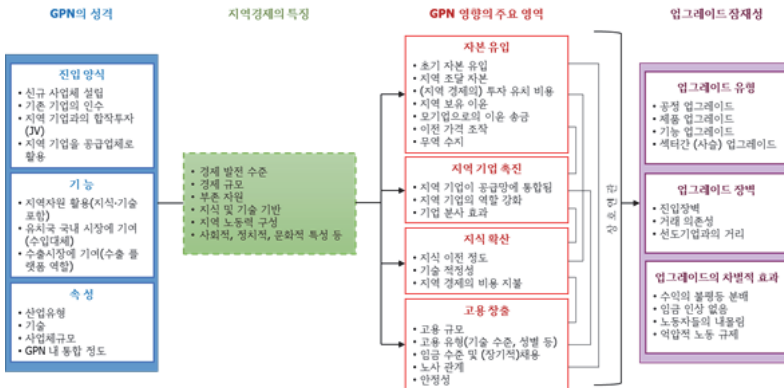 GPN의 성격
지역경제의 특징
GPN 영향의 주요 영역
업그레이드 잠재성
진입 양식
• 신규 사업체 설립
• 기존 기업의 인수
• 지역 기업과의 합작투자
(JV)
• 지역 기업을 공급업체로
활용
기 능
• 지역자원 활용(지식·기술
포함)
• 유치국 국내 시장에 기여
(수입대체)
• 수출시장에 기여(수출 플
랫폼 역할)
속 성
• 산업유형
• 기술
• 사업체규모
• GPN 내 통합 정도
• 경제 발전 수준
• 경제 규모
• 부존 자원
• 지식 및 기술 기반
• 지역 노동력 구성
• 사회적, 정치적, 문화적 특성 등
자본 유입
• 초기 자본 유입
• 지역 조달 자본
• (지역 경제의) 투자 유치 비용
• 지역 보유 이윤
• 모기업으로의 이윤 송금
• 이전 가격 조작
• 무역 수지
지역 기업 촉진
• 지역 기업이 공급망에 통합됨
• 지역 기업의 역할 강화
• 기업 분사 효과
지식 확산
• 지식 이전 정도
• 기술 적정성
• 지역 경제의 비용 지불
고용 창출
• 고용 규모
• 고용 유형(기술 수준, 성별 등)
• 임금 수준 및 (장기적)채용
• 노사 관계
• 안정성
상호연관
업그레이드 유형
• 공정 업그레이드
• 제품 업그레이드
• 기능 업그레이드
• 섹터간 (사슬) 업그레이드
업그레이드 장벽
• 진입장벽
• 거래 의존성
• 선도기업과의 거리
업그레이드의 차별적 효과
• 수익의 불평등 분배
• 임금 인상 없음
• 노동자들의 내몰림
• 억압적 노동 규제